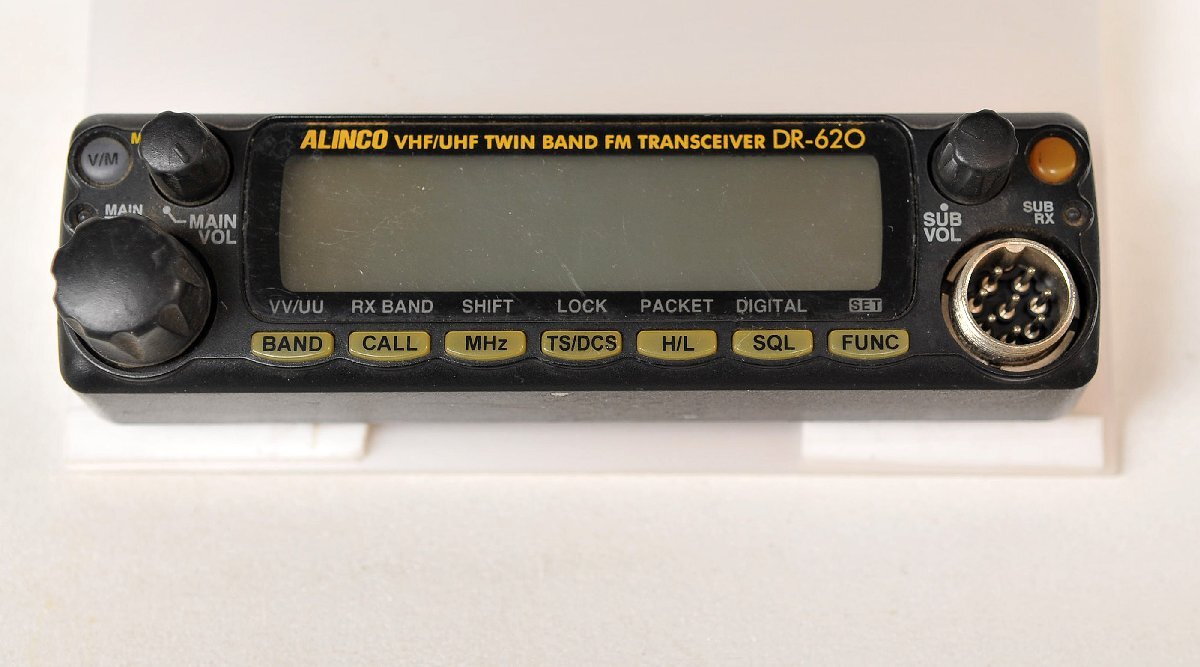 ALINCO VHF/UHF TWIN BAND FM TRANSCEIVER DR-620
V/M
M
MAIN
MAIN
VOL
SUB
VOL
SUB
RX
VV/UU RX BAND SHIFT LOCK PACKET DIGITAL SET
BAND CALL MHz TS/DCS H/L SQL FUNC